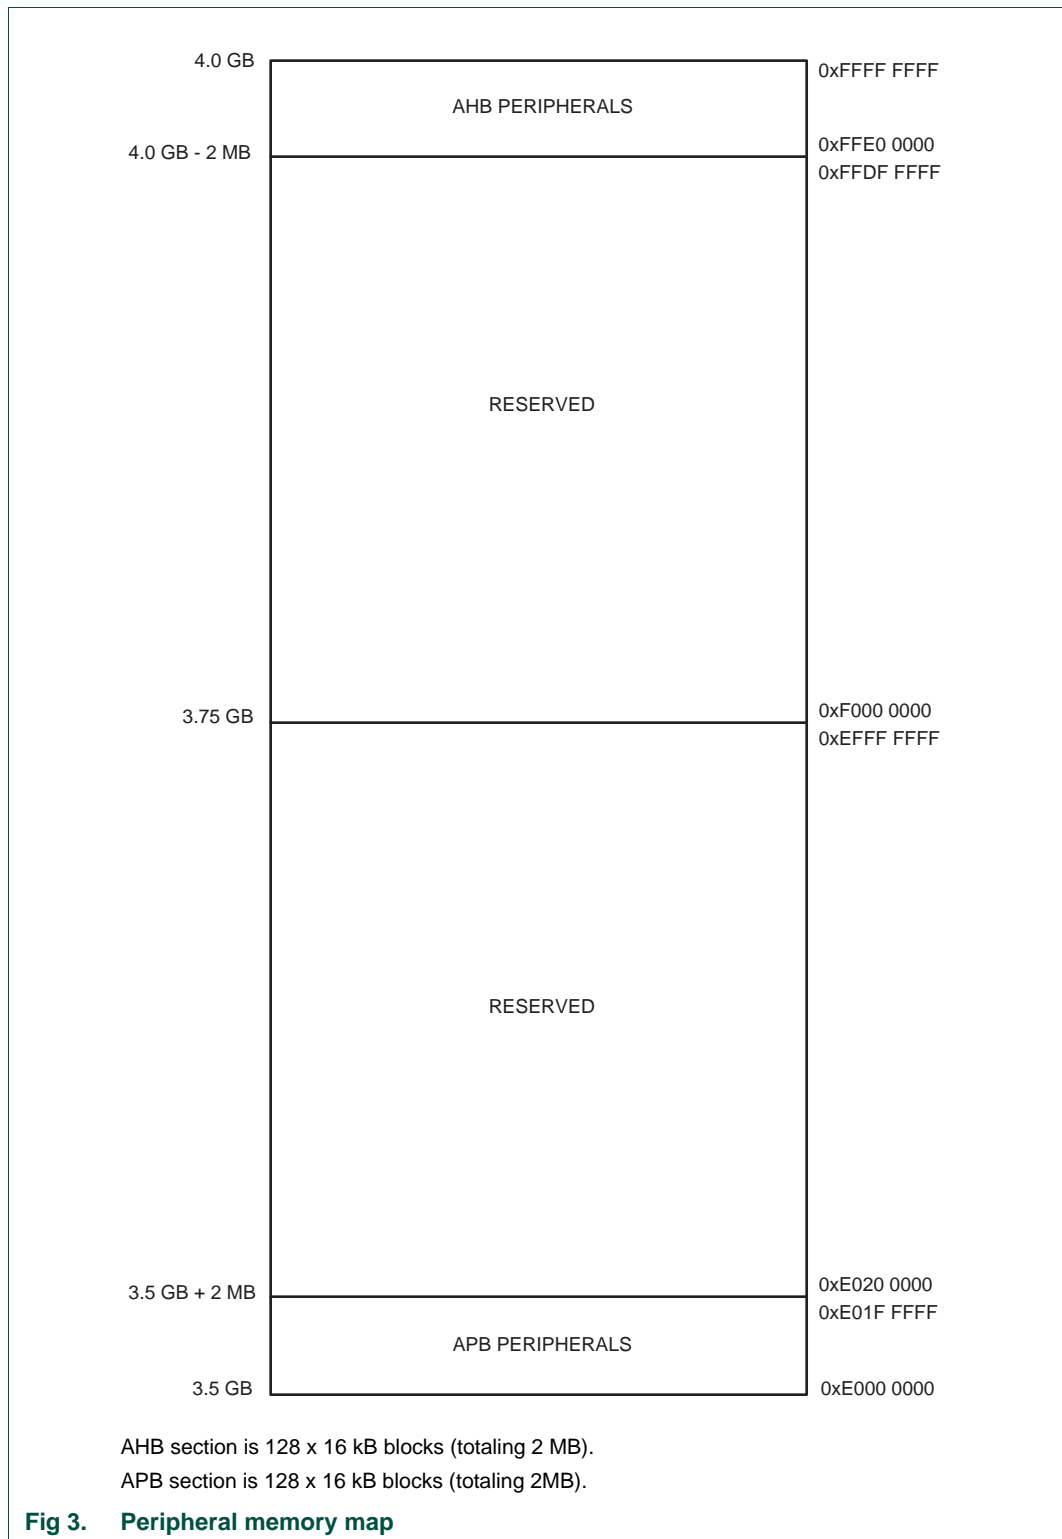 4.0 GB
0xFFFF FFFF
AHB PERIPHERALS
4.0 GB - 2 MB
0xFFE0 0000
0xFFDF FFFF
RESERVED
3.75 GB
0xF000 0000
0xEFFF FFFF
RESERVED
3.5 GB + 2 MB
0xE020 0000
0xE01F FFFF
APB PERIPHERALS
3.5 GB
0xE000 0000
AHB section is 128 x 16 kB blocks (totaling 2 MB).
APB section is 128 x 16 kB blocks (totaling 2MB).
Fig 3. Peripheral memory map